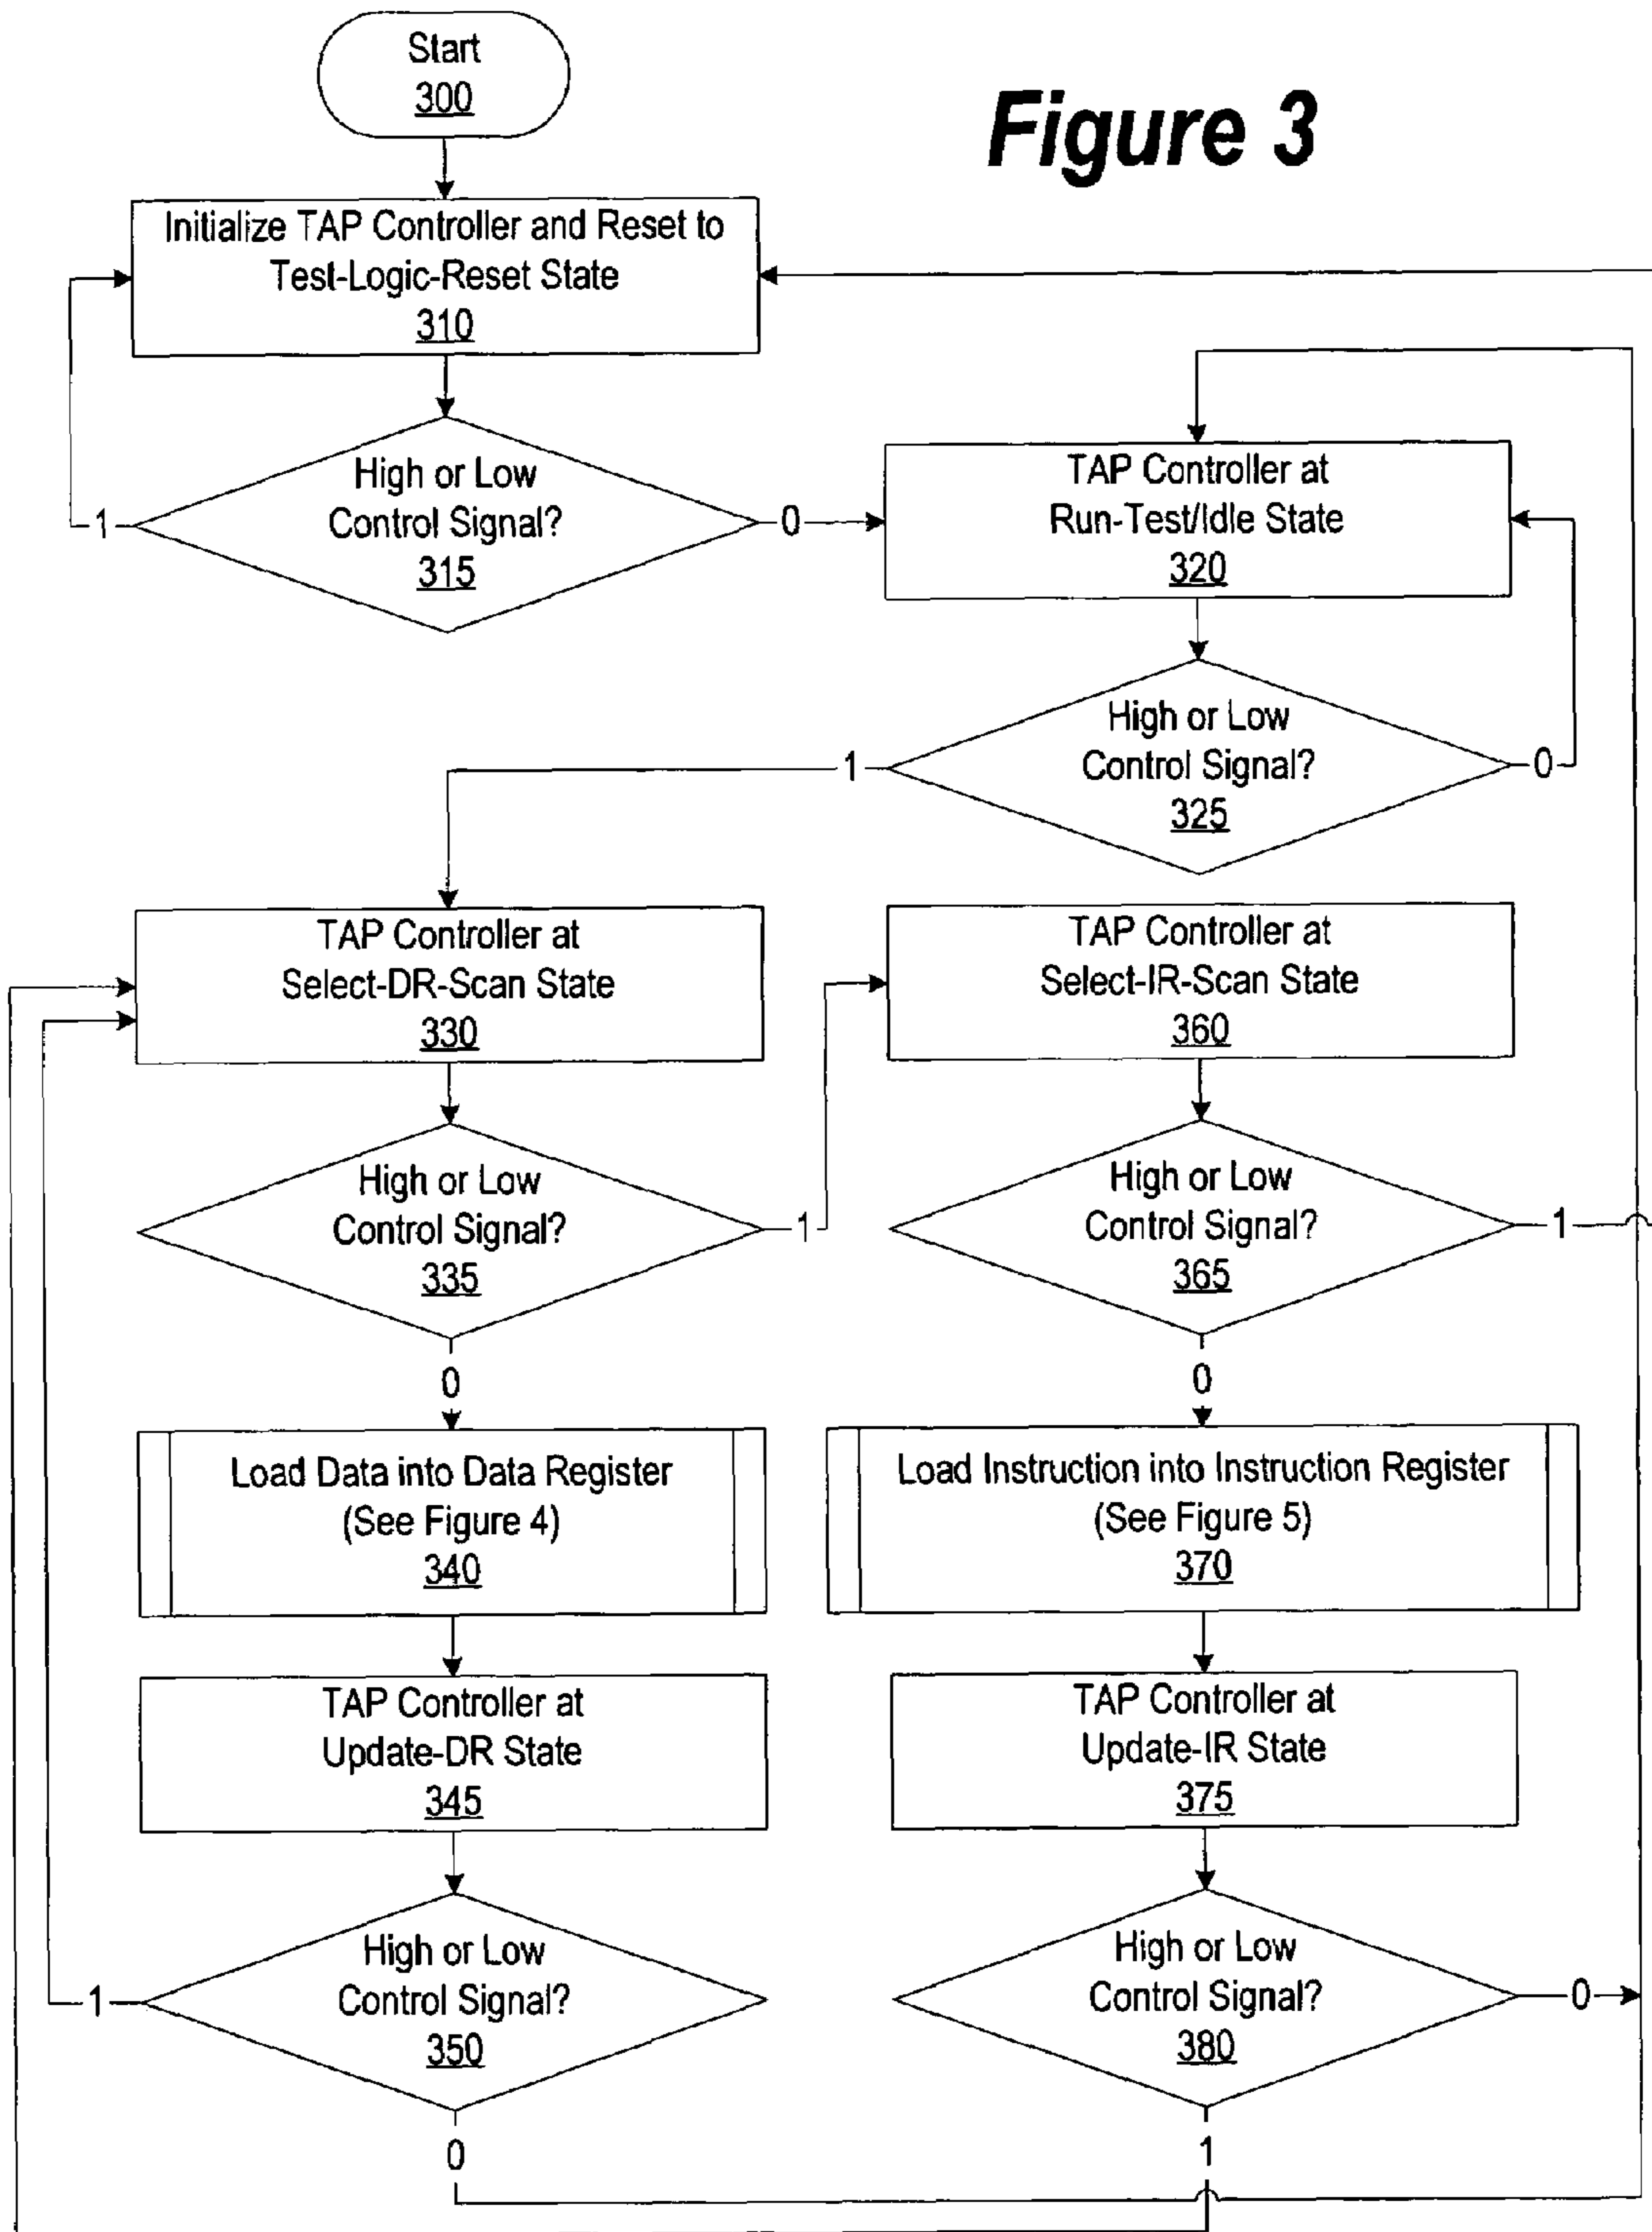 Start
300
Figure 3
Initialize TAP Controller and Reset to
Test-Logic-Reset State
310
High or Low
Control Signal?
315
1
0
TAP Controller at
Run-Test/Idle State
320
High or Low
Control Signal?
325
1
0
TAP Controller at
Select-DR-Scan State
330
TAP Controller at
Select-IR-Scan State
360
High or Low
Control Signal?
335
1
0
High or Low
Control Signal?
365
1
0
Load Data into Data Register
(See Figure 4)
340
Load Instruction into Instruction Register
(See Figure 5)
370
TAP Controller at
Update-DR State
345
TAP Controller at
Update-IR State
375
High or Low
Control Signal?
350
1
0
High or Low
Control Signal?
380
0
1